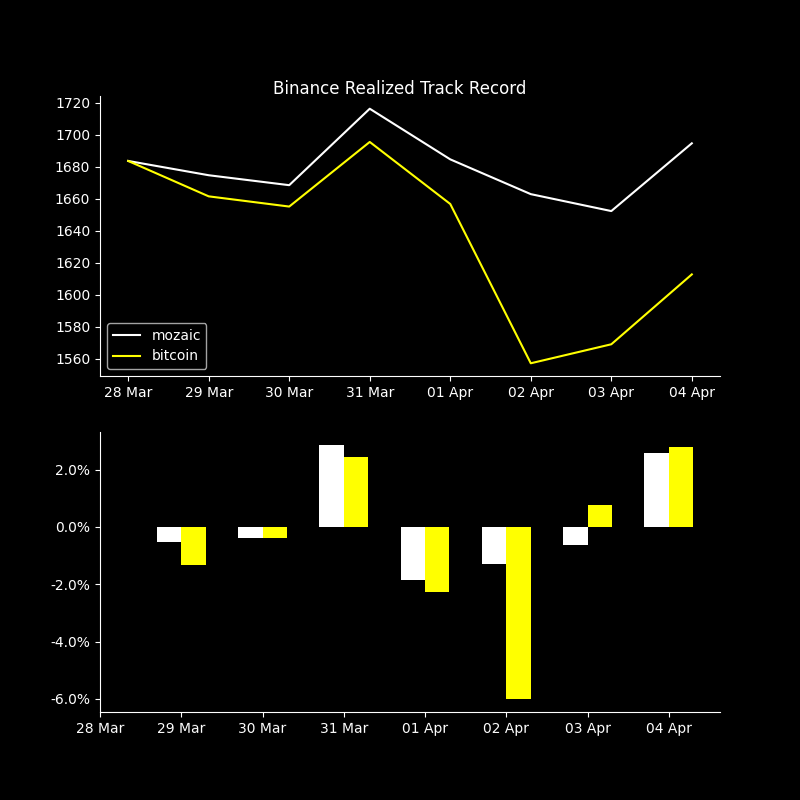 Binance Realized Track Record
1720
1700
1680
1660
1640
1620
1600
1580
1560
mozaic
bitcoin
28 Mar 29 Mar 30 Mar 31 Mar 01 Apr 02 Apr 03 Apr 04 Apr
2.0%
0.0%
-2.0%
-4.0%
-6.0%
28 Mar 29 Mar 30 Mar 31 Mar 01 Apr 02 Apr 03 Apr 04 Apr